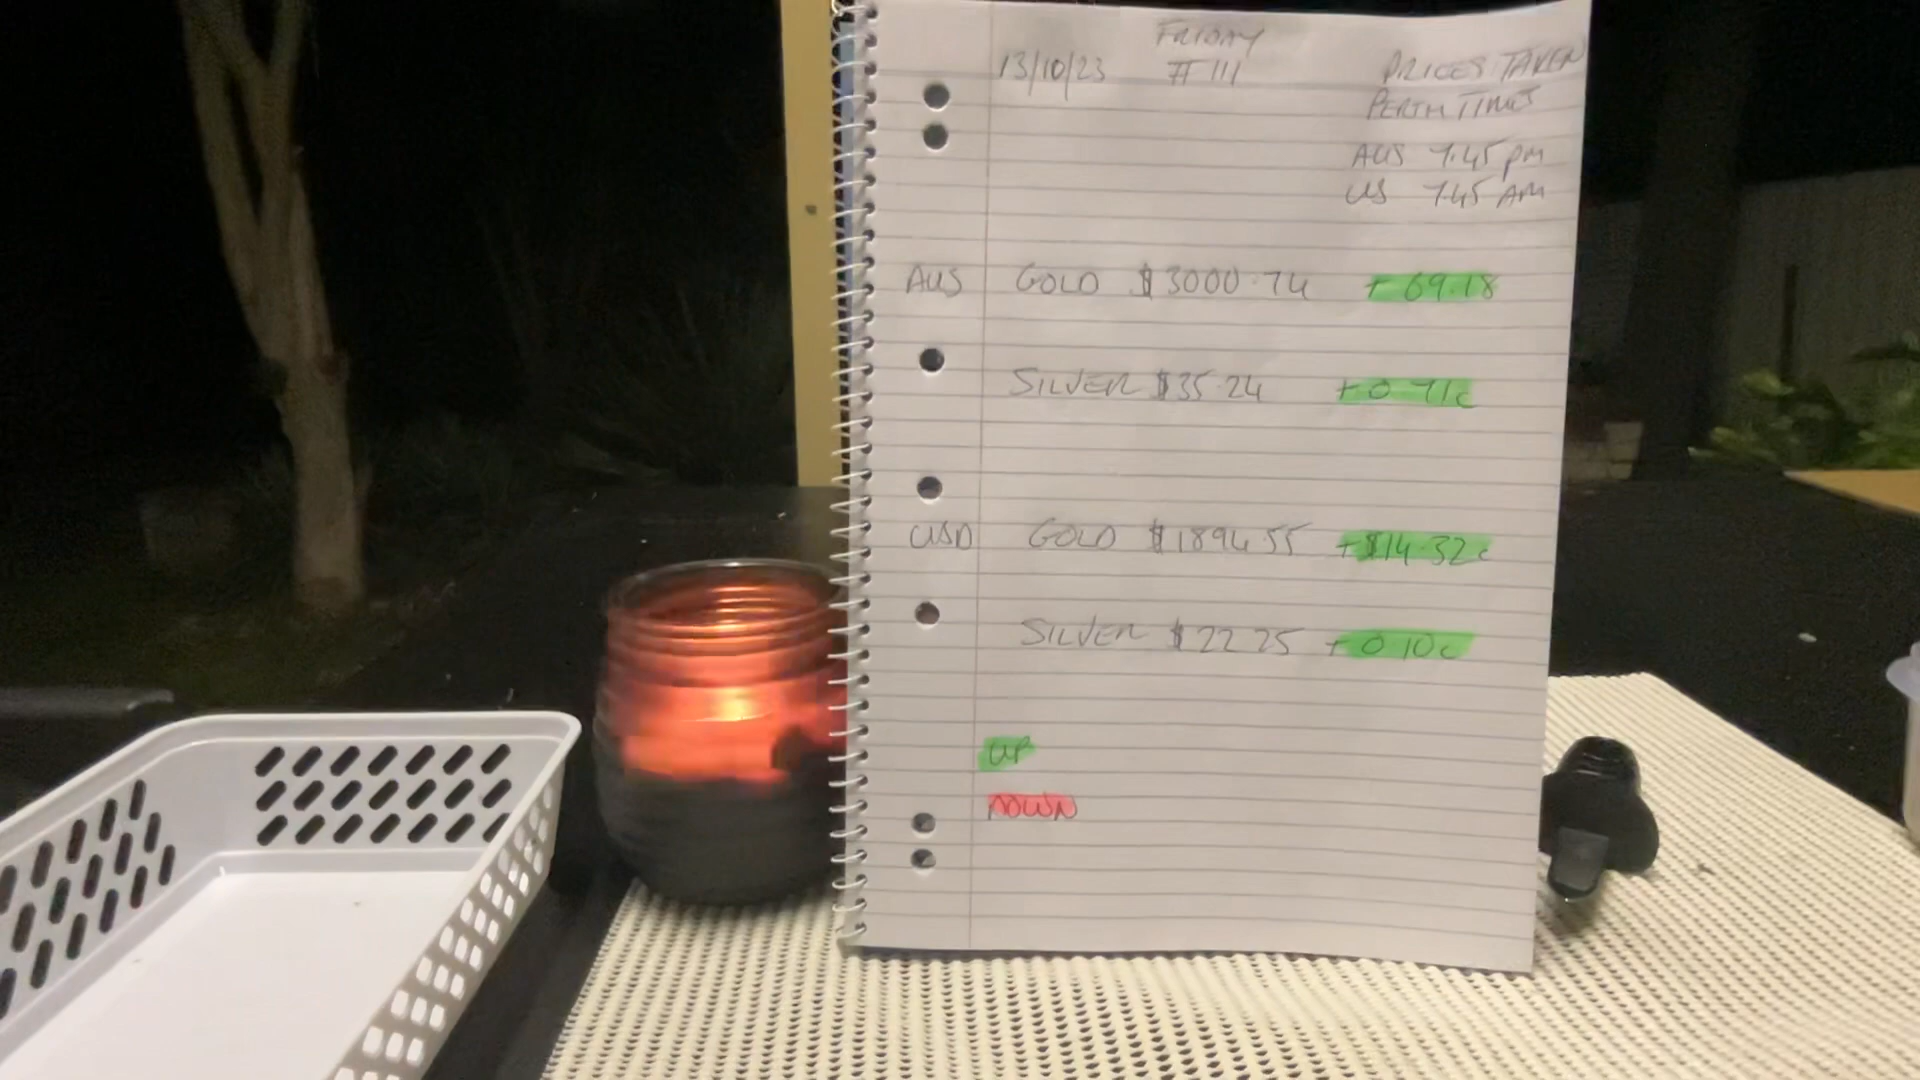 FRIDAY
13/10/23 #111
PRICES TAKEN
PERTH TIME
AUS 7.45 pm
US 7.45 AM
AUS GOLD $3000.74 +69.18
SILVER $35.24 +0.71c
USD GOLD $1894.55 +$14.32c
SILVER $22.25 +0.10c
UP
DOWN